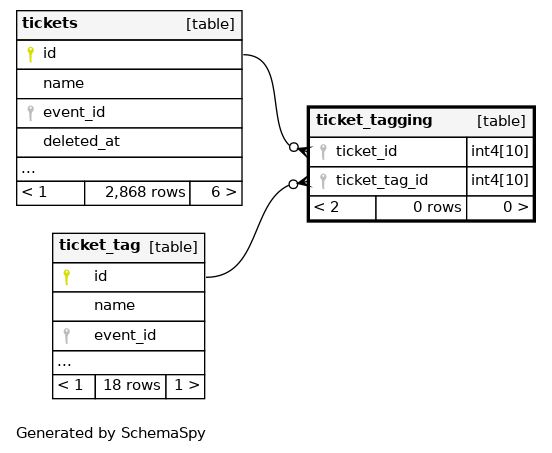 tickets [table]
id
name
event_id
deleted_at
...
< 1 2,868 rows 6 >
ticket_tagging [table]
ticket_id int4[10]
ticket_tag_id int4[10]
< 2 0 rows 0 >
ticket_tag [table]
id
name
event_id
...
< 1 18 rows 1 >
Generated by SchemaSpy